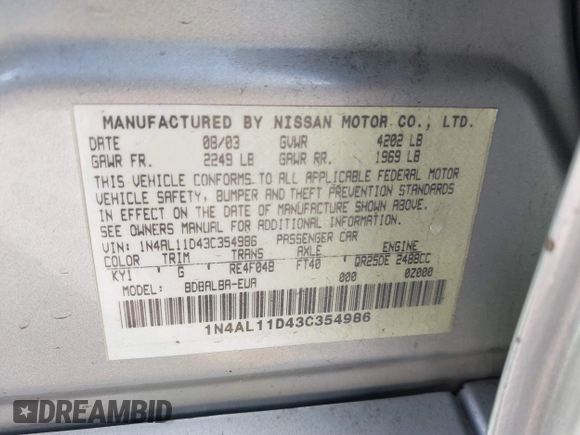 MANUFACTURED BY NISSAN MOTOR CO., LTD.
DATE 08/03 GVWR 4202 LB
GAWR FR. 2249 LB GAWR RR. 1969 LB
THIS VEHICLE CONFORMS TO ALL APPLICABLE FEDERAL MOTOR
VEHICLE SAFETY, BUMPER AND THEFT PREVENTION STANDARDS
IN EFFECT ON THE DATE OF MANUFACTURE SHOWN ABOVE.
SEE OWNERS MANUAL FOR ADDITIONAL INFORMATION.
VIN: 1N4AL11D43C354986 PASSENGER CAR
COLOR TRIM TRANS AXLE ENGINE
KY1 G RE4F04B FT40 QR25DE 2488CC
MODEL: BDBALBA-EUA 000 0Z000
1N4AL11D43C354986
DREAMBID